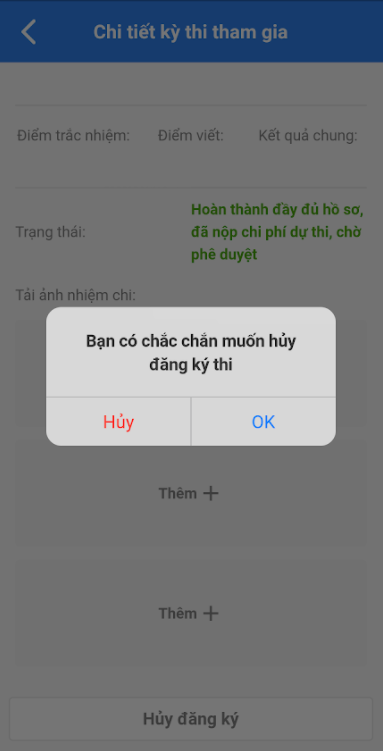 Chi tiết kỳ thi tham gia
Điểm trắc nhiệm: Điểm viết: Kết quả chung:
Trạng thái: Hoàn thành đầy đủ hồ sơ,
đã nộp chi phí dự thi, chờ
phê duyệt
Tải ảnh nhiệm chi:
Bạn có chắc chắn muốn hủy
đăng ký thi
Hủy OK
Thêm +
Thêm +
Hủy đăng ký